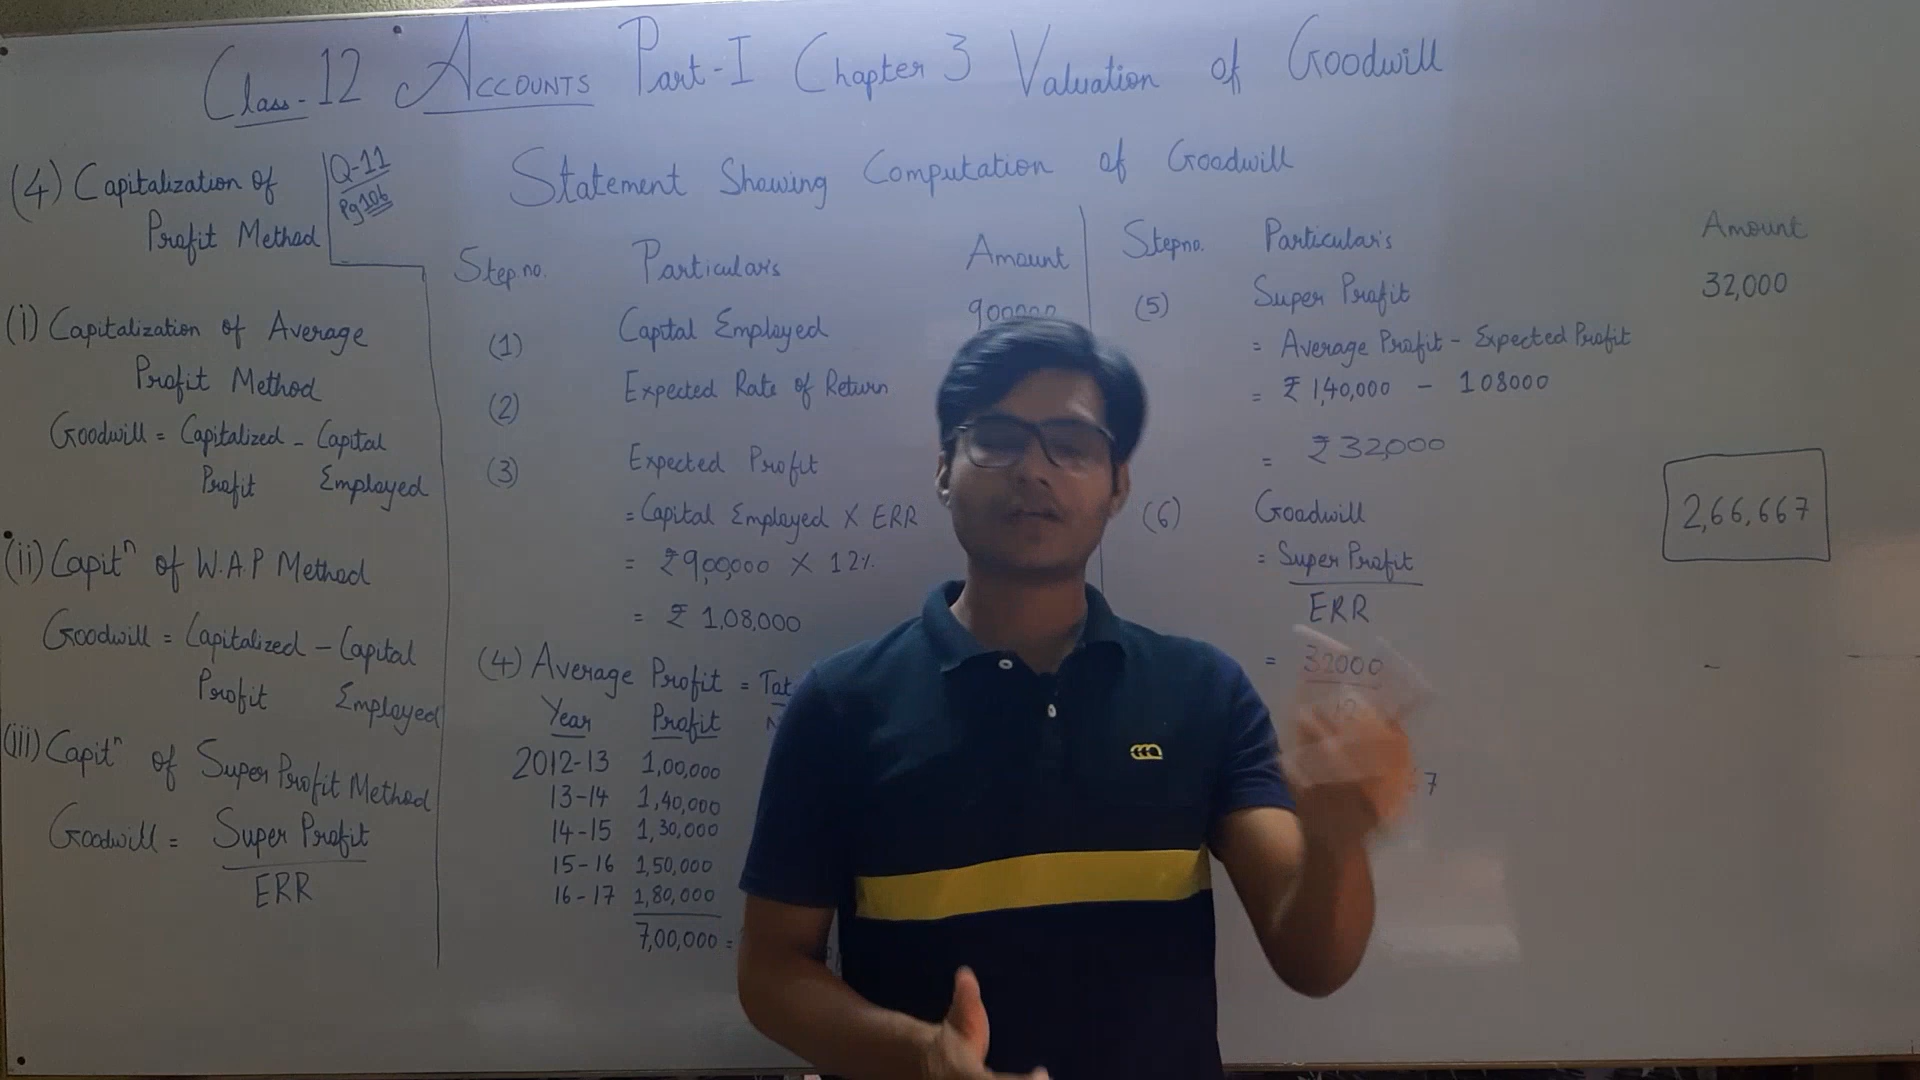 Class-12 Accounts Part-I Chapter 3 Valuation of Goodwill
(4) Capitalization of
Profit Method
Q-11
Pg 106
(i) Capitalization of Average
Profit Method
Goodwill = Capitalized - Capital
Profit Employed
(ii) Capitⁿ of W.A.P Method
Goodwill = Capitalized - Capital
Profit Employed
(iii) Capitⁿ of Super Profit Method
Goodwill = Super Profit
ERR
Statement Showing Computation of Goodwill
Step no. Particulars Amount
(1) Captal Employed 900000
(2) Expected Rate of Return
(3) Expected Profit
= Capital Employed X ERR
= ₹9,00,000 X 12%
= ₹ 1,08,000
(4) Average Profit =
Year Profit
2012-13 1,00,000
13-14 1,40,000
14-15 1,30,000
15-16 1,50,000
16-17 1,80,000
7,00,000 =
Step no. Particulars Amount
(5) Super Profit 32,000
= Average Profit - Expected Profit
= ₹ 1,40,000 - 108000
= ₹ 32,000
(6) Goodwill 2,66,667
= Super Profit
ERR
= 32000
7